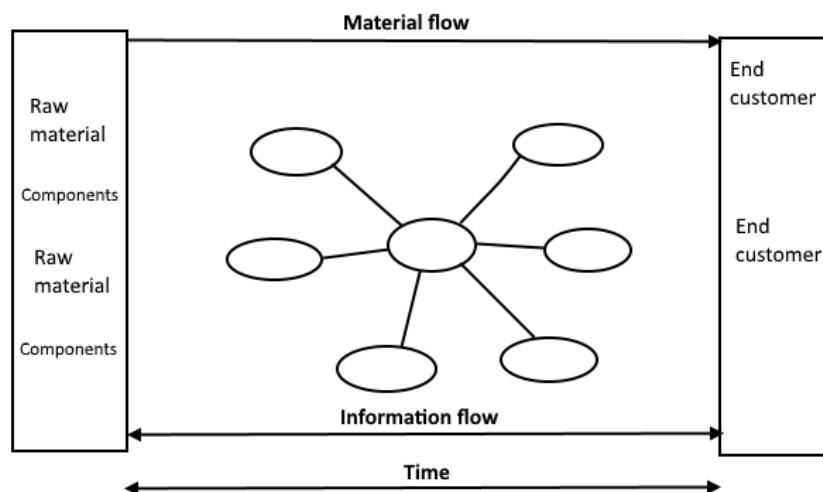 Material flow
Raw
material
Components
Raw
material
Components
End
customer
End
customer
Information flow
Time